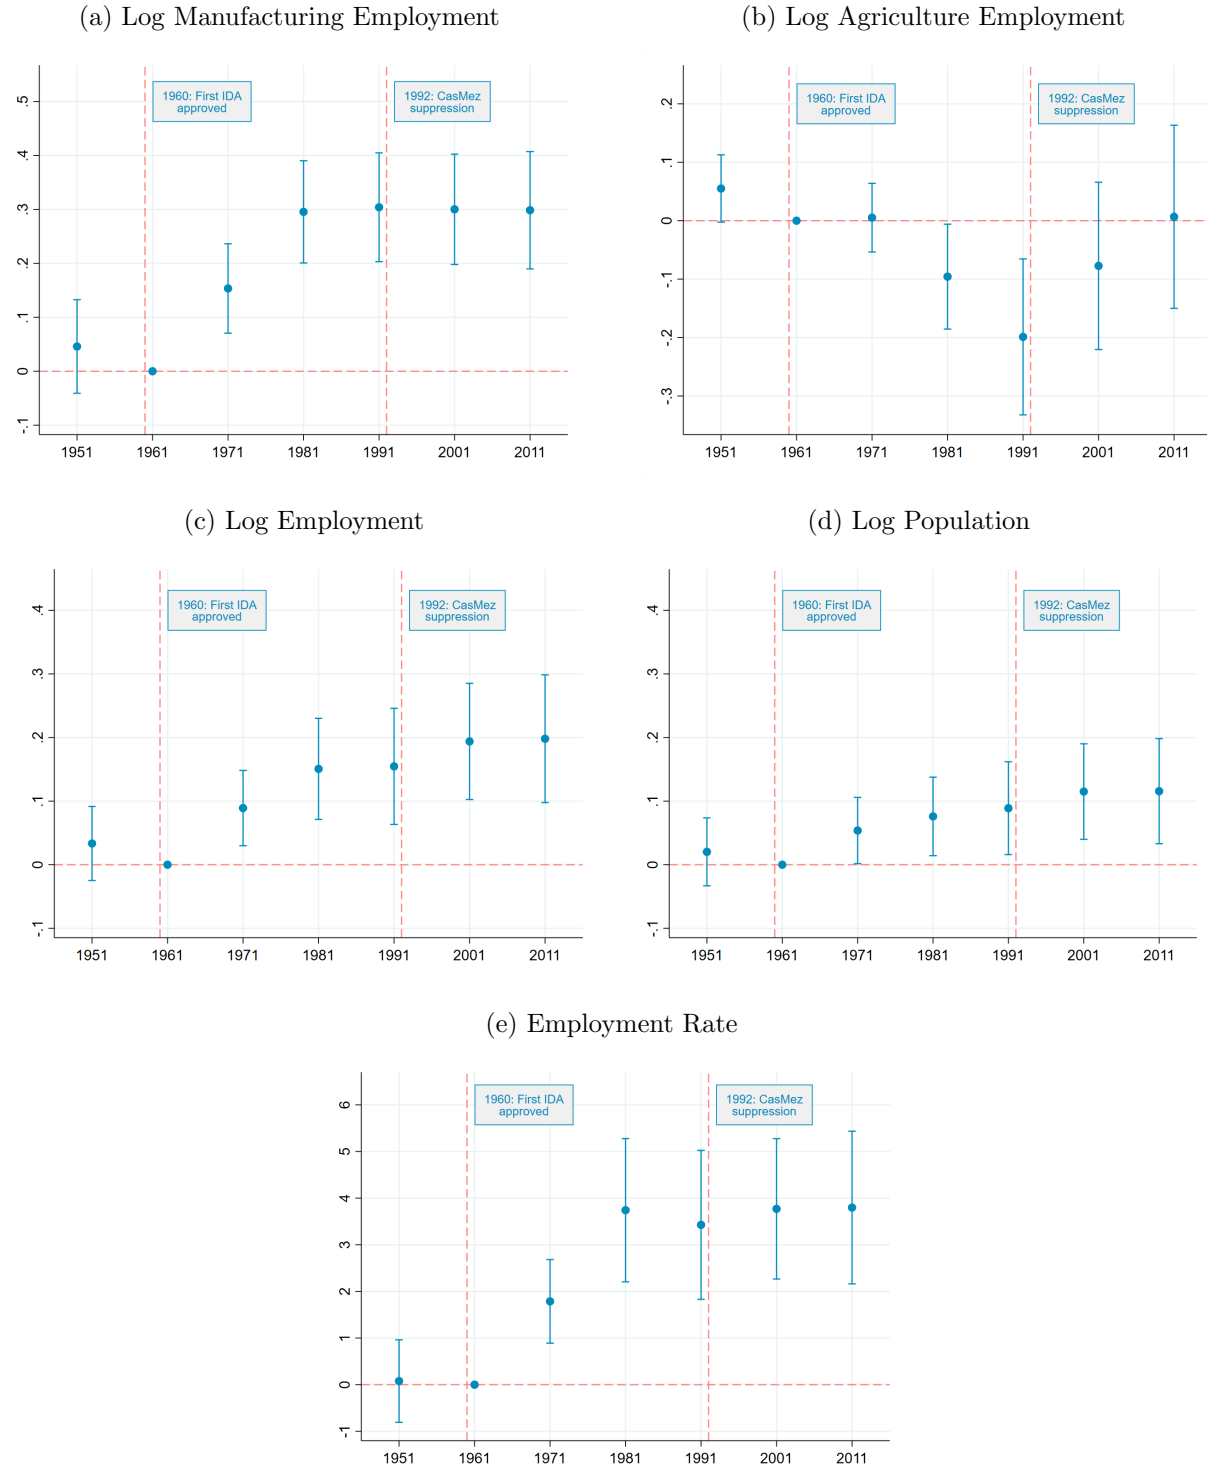 (a) Log Manufacturing Employment
1960: First IDA
approved
1992: CasMez
suppression
.5
.4
.3
.2
.1
0
-.1
1951 1961 1971 1981 1991 2001 2011
(b) Log Agriculture Employment
1960: First IDA
approved
1992: CasMez
suppression
.2
.1
0
-.1
-.2
-.3
1951 1961 1971 1981 1991 2001 2011
(c) Log Employment
1960: First IDA
approved
1992: CasMez
suppression
.4
.3
.2
.1
0
-.1
1951 1961 1971 1981 1991 2001 2011
(d) Log Population
1960: First IDA
approved
1992: CasMez
suppression
.4
.3
.2
.1
0
-.1
1951 1961 1971 1981 1991 2001 2011
(e) Employment Rate
1960: First IDA
approved
1992: CasMez
suppression
6
5
4
3
2
1
0
-1
1951 1961 1971 1981 1991 2001 2011